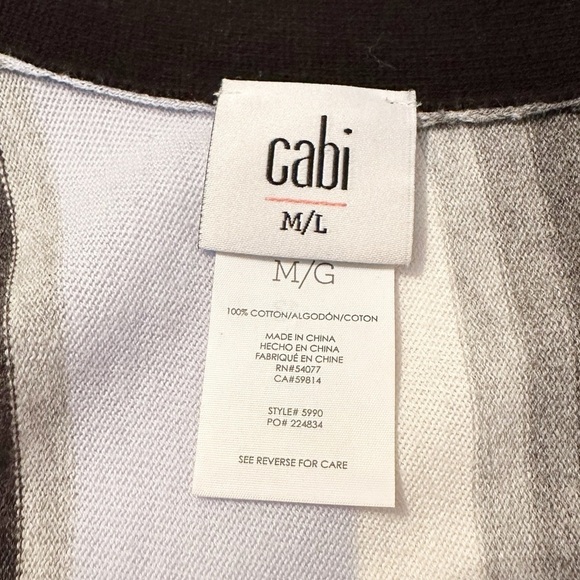 cabi
M/L
M/G
100% COTTON/ALGODÓN/COTON
MADE IN CHINA
HECHO EN CHINA
FABRIQUÉ EN CHINE
RN#54077
CA#59814
STYLE# 5990
PO# 224834
SEE REVERSE FOR CARE